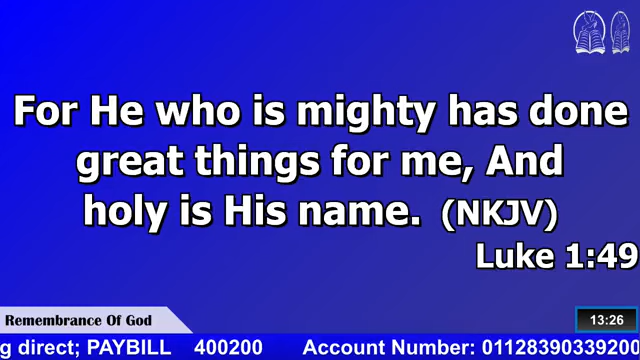 For He who is mighty has done
great things for me, And
holy is His name. (NKJV)
Luke 1:49
Remembrance Of God
13:26
g direct; PAYBILL 400200 Account Number: 01128390339200